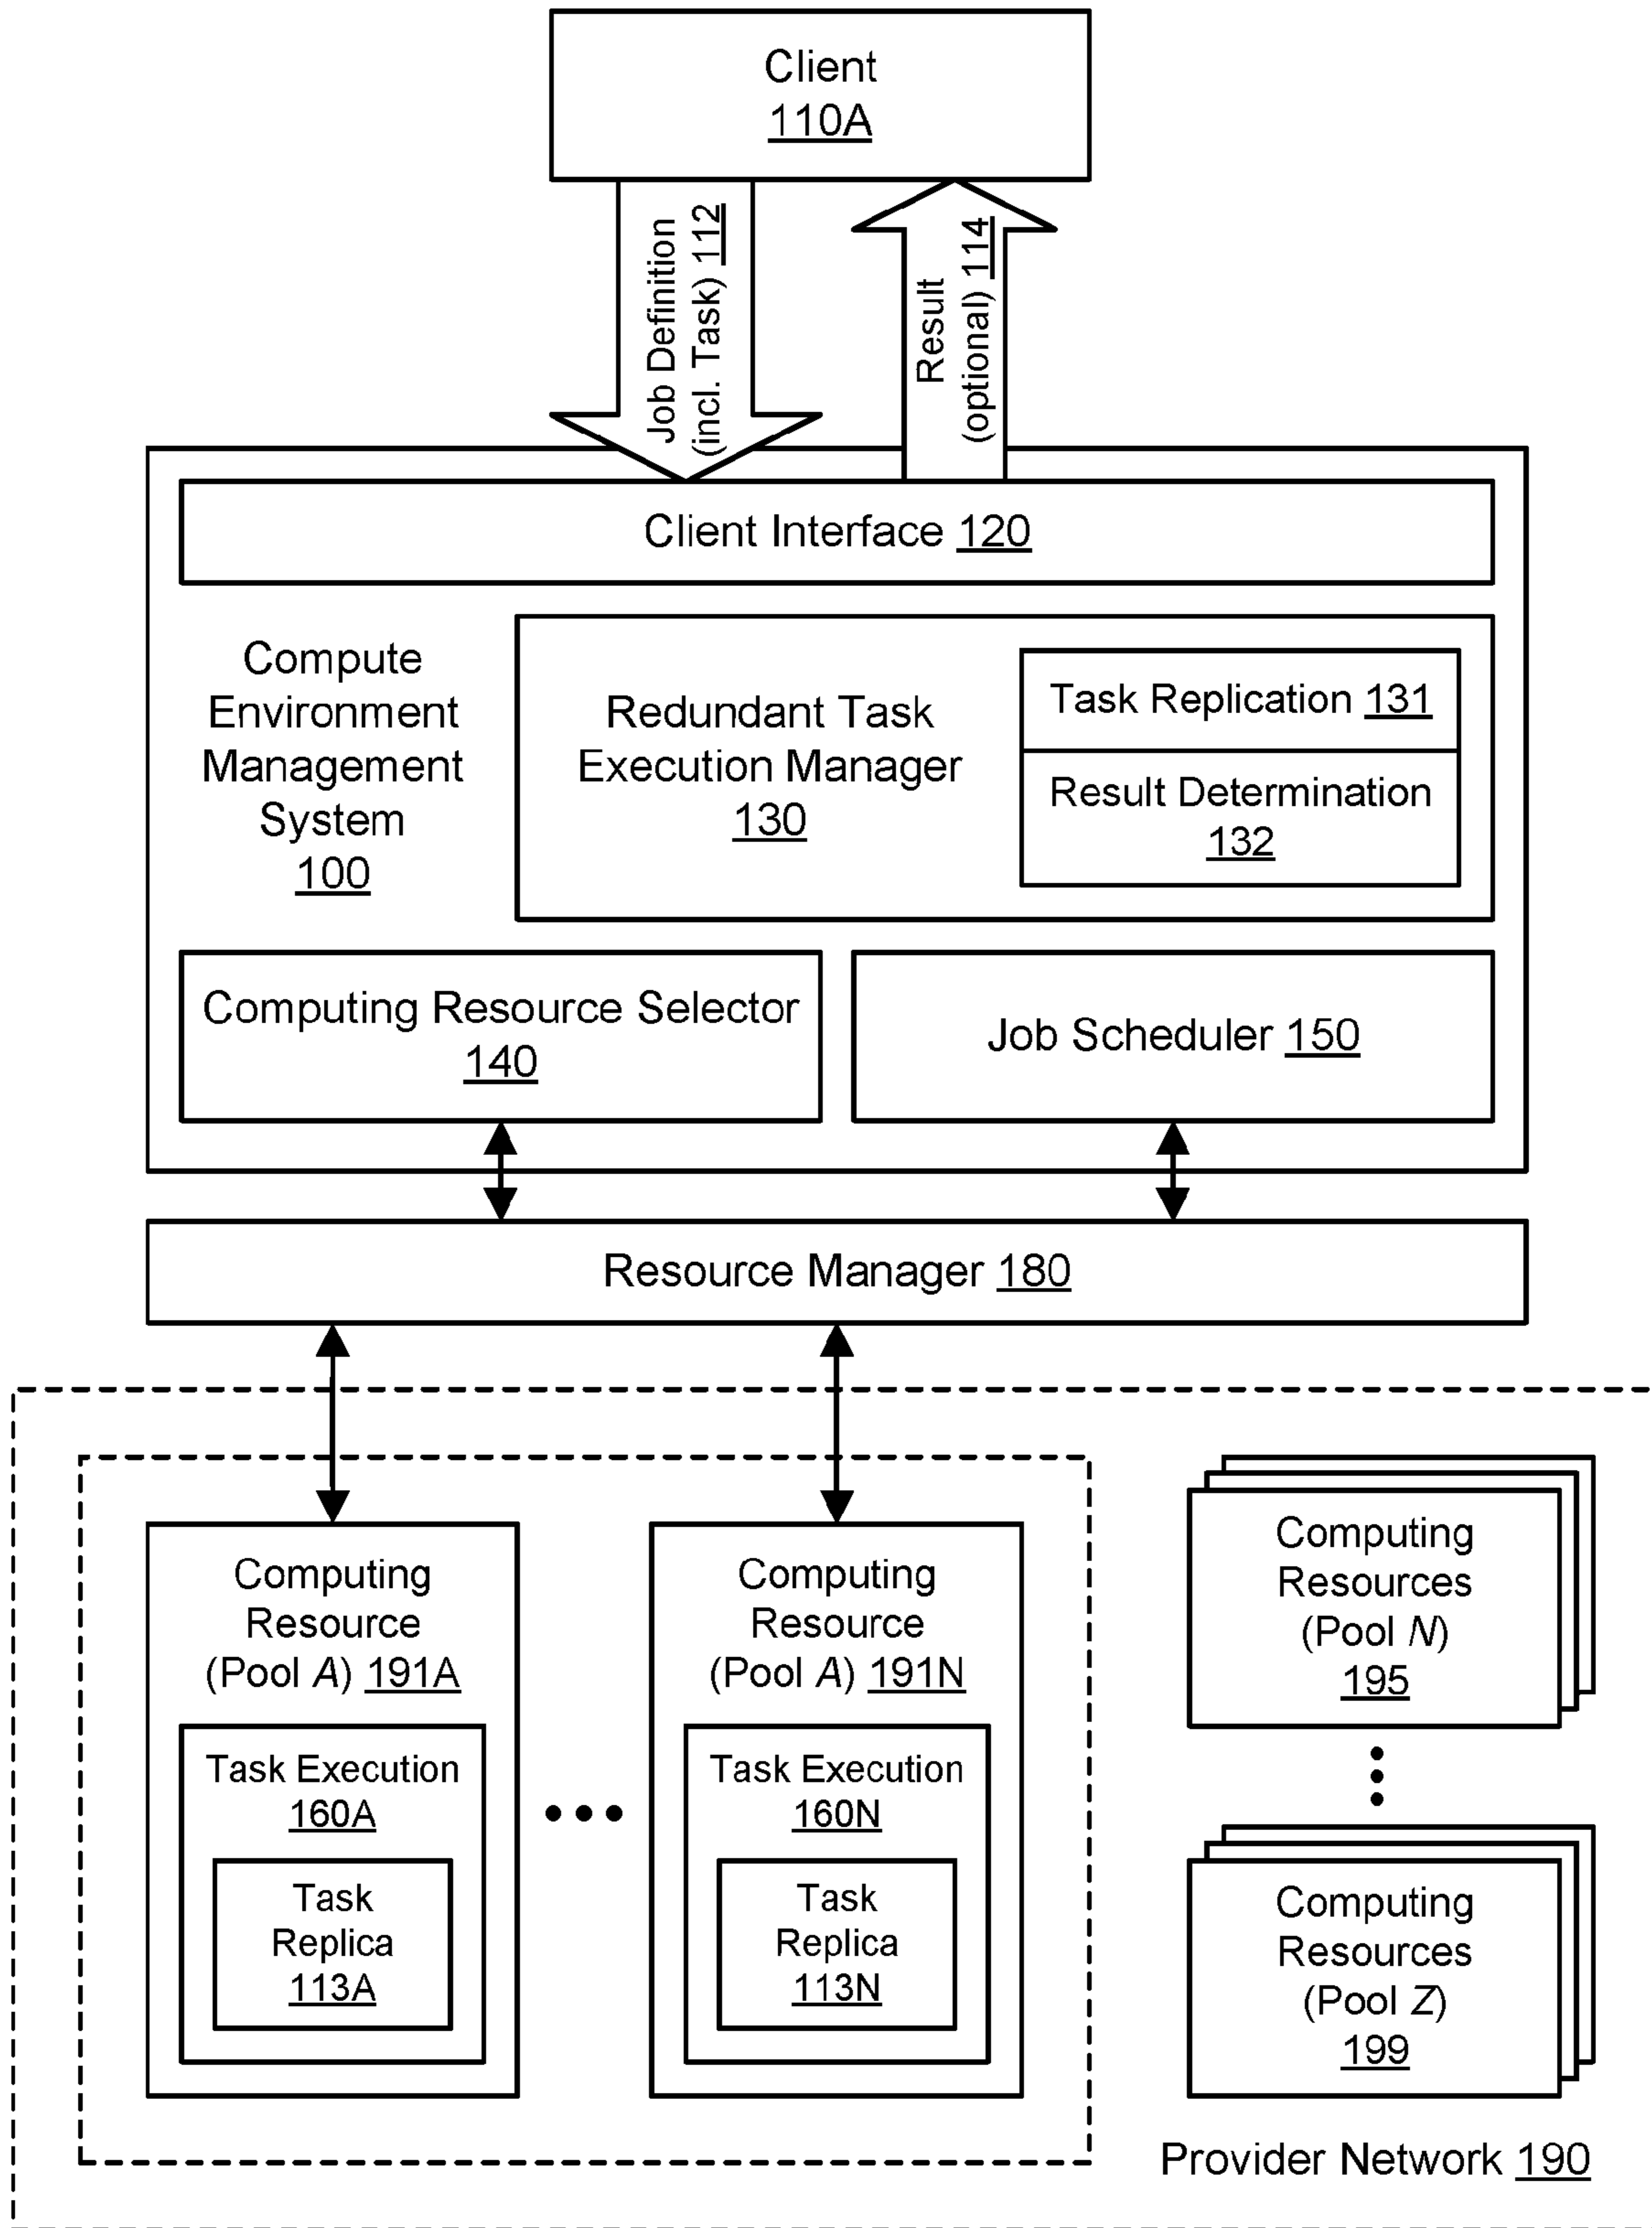 Client
110A
Job Definition
(incl. Task) 112
Result
(optional) 114
Client Interface 120
Compute
Environment
Management
System
100
Redundant Task
Execution Manager
130
Task Replication 131
Result Determination
132
Computing Resource Selector
140
Job Scheduler 150
Resource Manager 180
Computing
Resource
(Pool A) 191A
Task Execution
160A
Task
Replica
113A
Computing
Resource
(Pool A) 191N
Task Execution
160N
Task
Replica
113N
Computing
Resources
(Pool N)
195
Computing
Resources
(Pool Z)
199
Provider Network 190